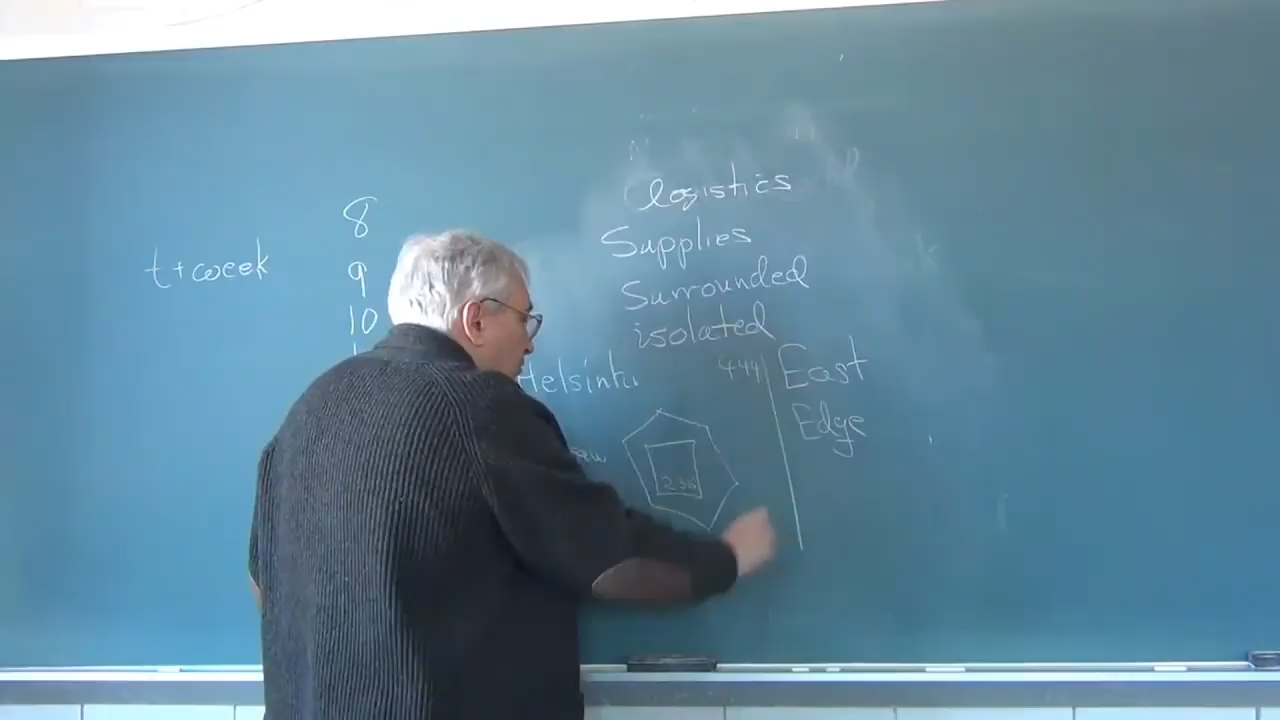 logistics
Supplies
Surrounded
isolated
t+week
8
9
10
Helsinki
444
East
Edge
236